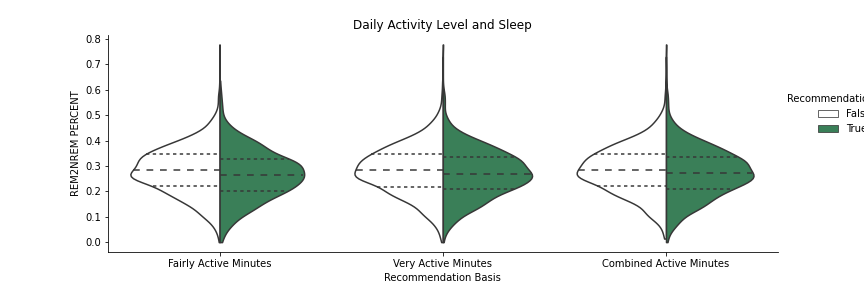 Daily Activity Level and Sleep
REM2NREM PERCENT
0.8
0.7
0.6
0.5
0.4
0.3
0.2
0.1
0.0
Fairly Active Minutes
Very Active Minutes
Combined Active Minutes
Recommendation Basis
Recommendatio
Fals
True